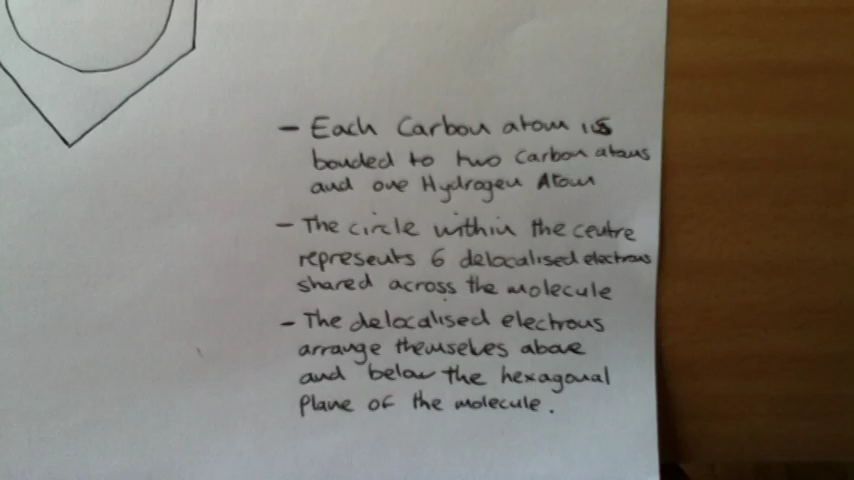 - Each Carbon atom is
bonded to two Carbon atoms
and one Hydrogen Atom
- The circle within the centre
represents 6 delocalised electrons
shared across the molecule
- The delocalised electrons
arrange themselves above
and below the hexagonal
Plane of the molecule.